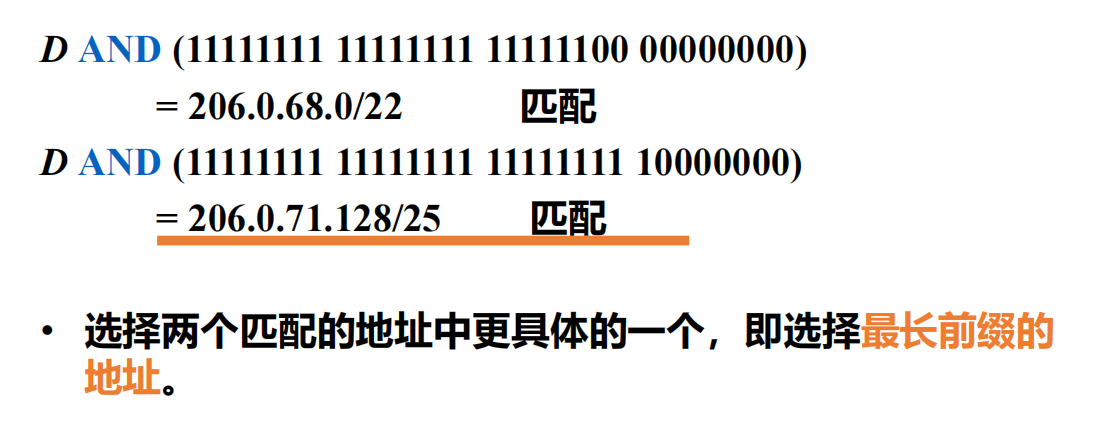 D AND (11111111 11111111 11111100 00000000)
= 206.0.68.0/22 匹配
D AND (11111111 11111111 11111111 10000000)
= 206.0.71.128/25 匹配
• 选择两个匹配的地址中更具体的一个，即选择最长前缀的
地址。